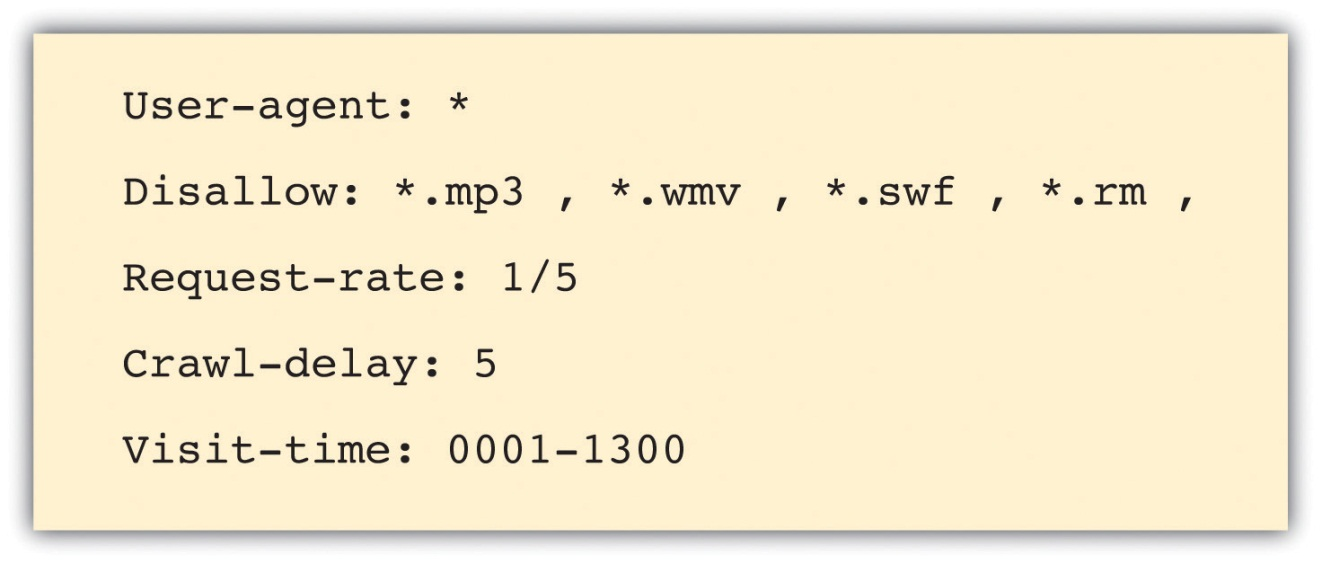 User-agent: *
Disallow: *.mp3 , *.wmv , *.swf , *.rm ,
Request-rate: 1/5
Crawl-delay: 5
Visit-time: 0001-1300